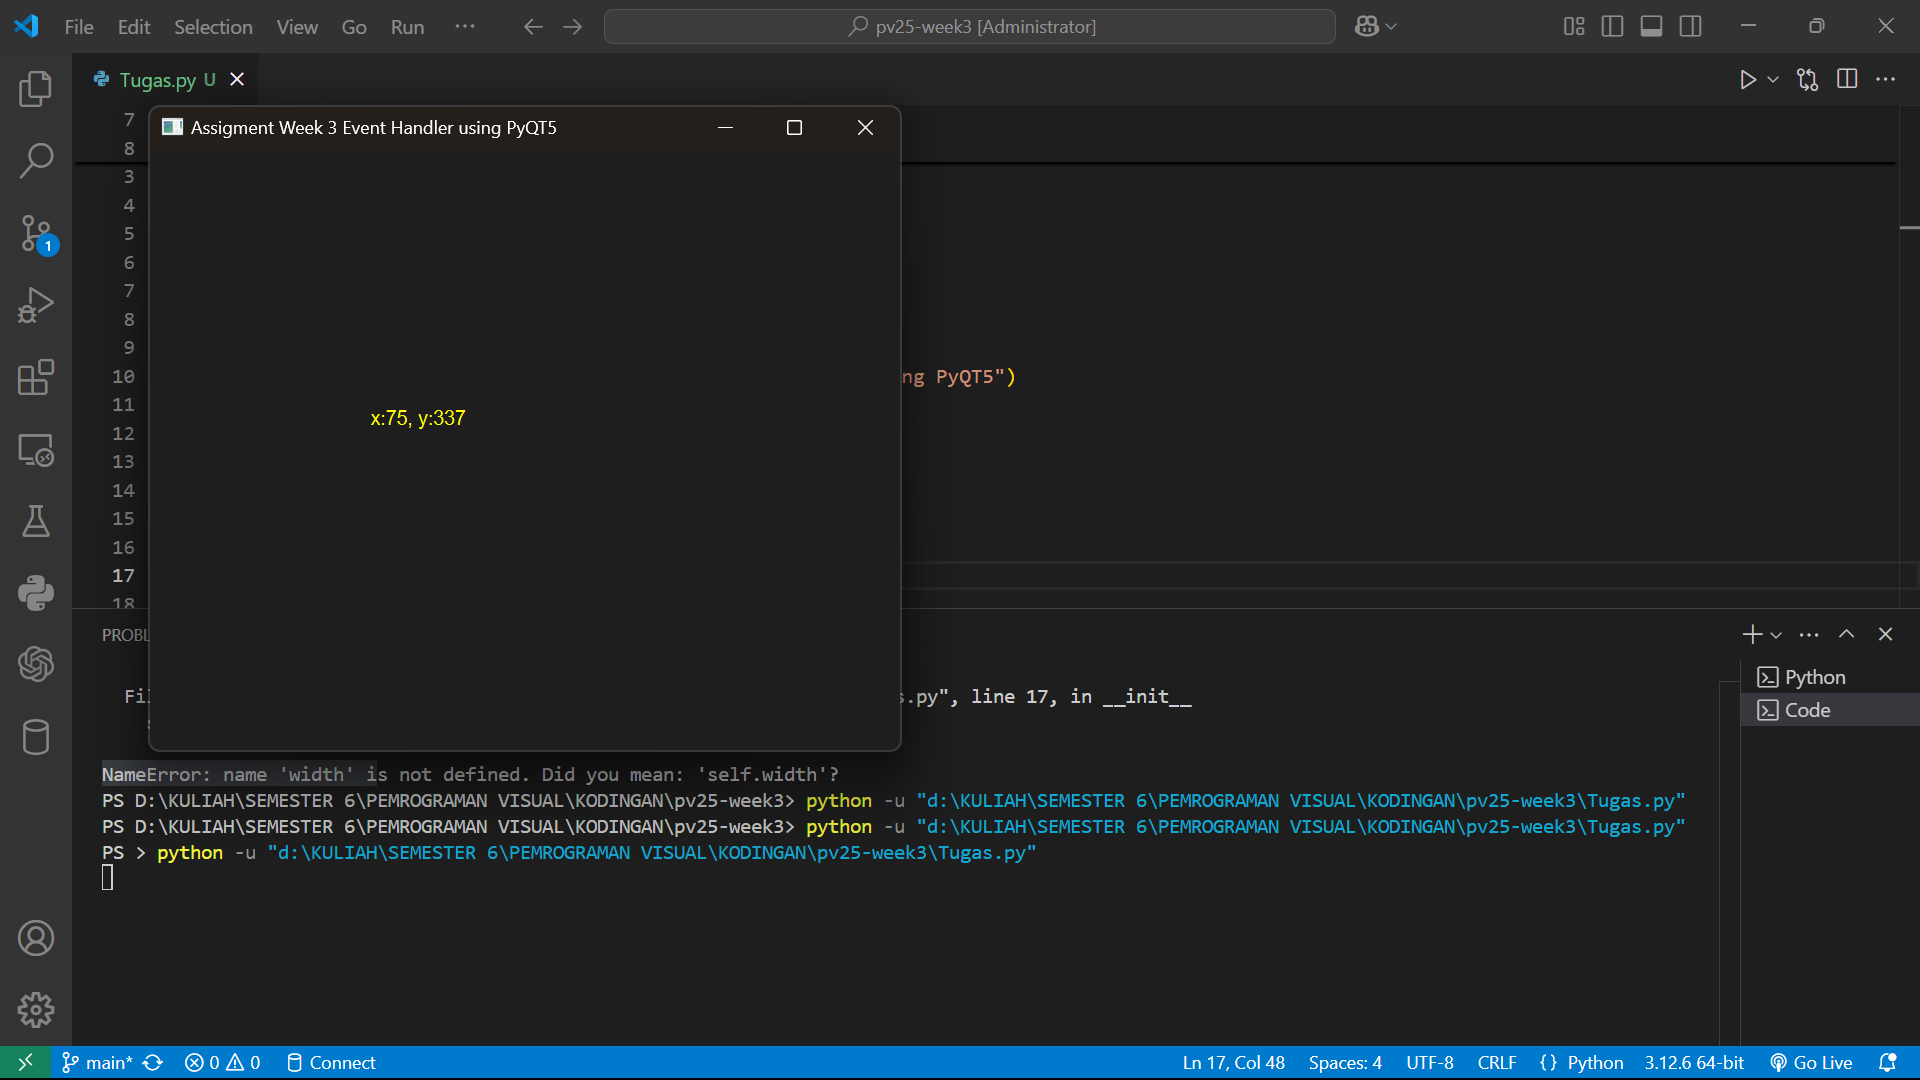 File Edit Selection View Go Run ···
pv25-week3 [Administrator]
Tugas.py U
Assigment Week 3 Event Handler using PyQT5
7
8
3
4
5
6
7
8
9
10 ng PyQT5")
11
12
13
14
15
16
17
18
x:75, y:337
1
PROBL
Fi s.py", line 17, in __init__
NameError: name 'width' is not defined. Did you mean: 'self.width'?
PS D:\KULIAH\SEMESTER 6\PEMROGRAMAN VISUAL\KODINGAN\pv25-week3> python -u "d:\KULIAH\SEMESTER 6\PEMROGRAMAN VISUAL\KODINGAN\pv25-week3\Tugas.py"
PS D:\KULIAH\SEMESTER 6\PEMROGRAMAN VISUAL\KODINGAN\pv25-week3> python -u "d:\KULIAH\SEMESTER 6\PEMROGRAMAN VISUAL\KODINGAN\pv25-week3\Tugas.py"
PS > python -u "d:\KULIAH\SEMESTER 6\PEMROGRAMAN VISUAL\KODINGAN\pv25-week3\Tugas.py"
Python
Code
main* 0 0 Connect
Ln 17, Col 48 Spaces: 4 UTF-8 CRLF {} Python 3.12.6 64-bit Go Live